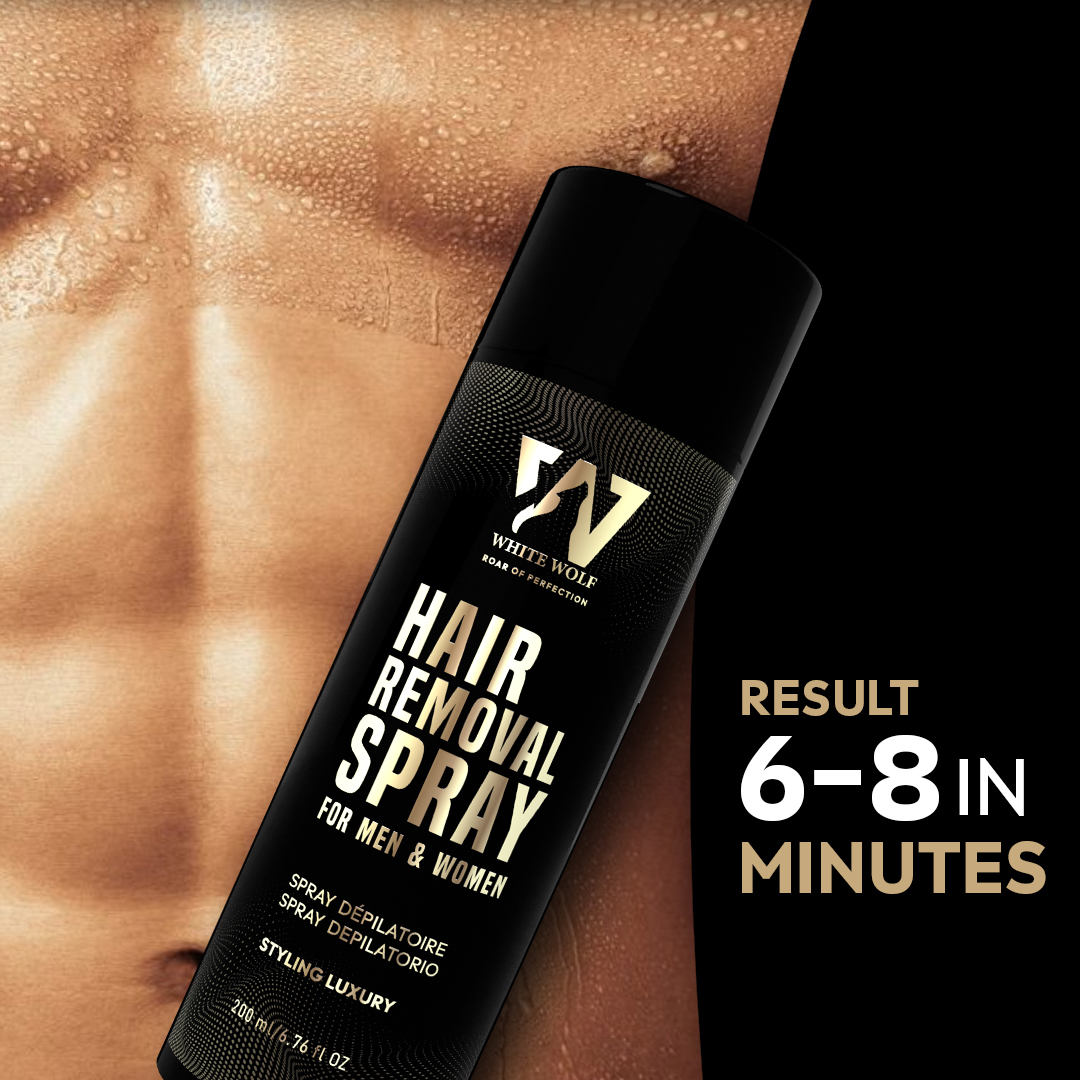 WHITE WOLF
ROAR OF PERFECTION
HAIR
REMOVAL
SPRAY
FOR MEN & WOMEN
SPRAY DÉPILATOIRE
SPRAY DEPILATORIO
STYLING LUXURY
200 ml/6.76 fl OZ
RESULT
6-8 IN
MINUTES